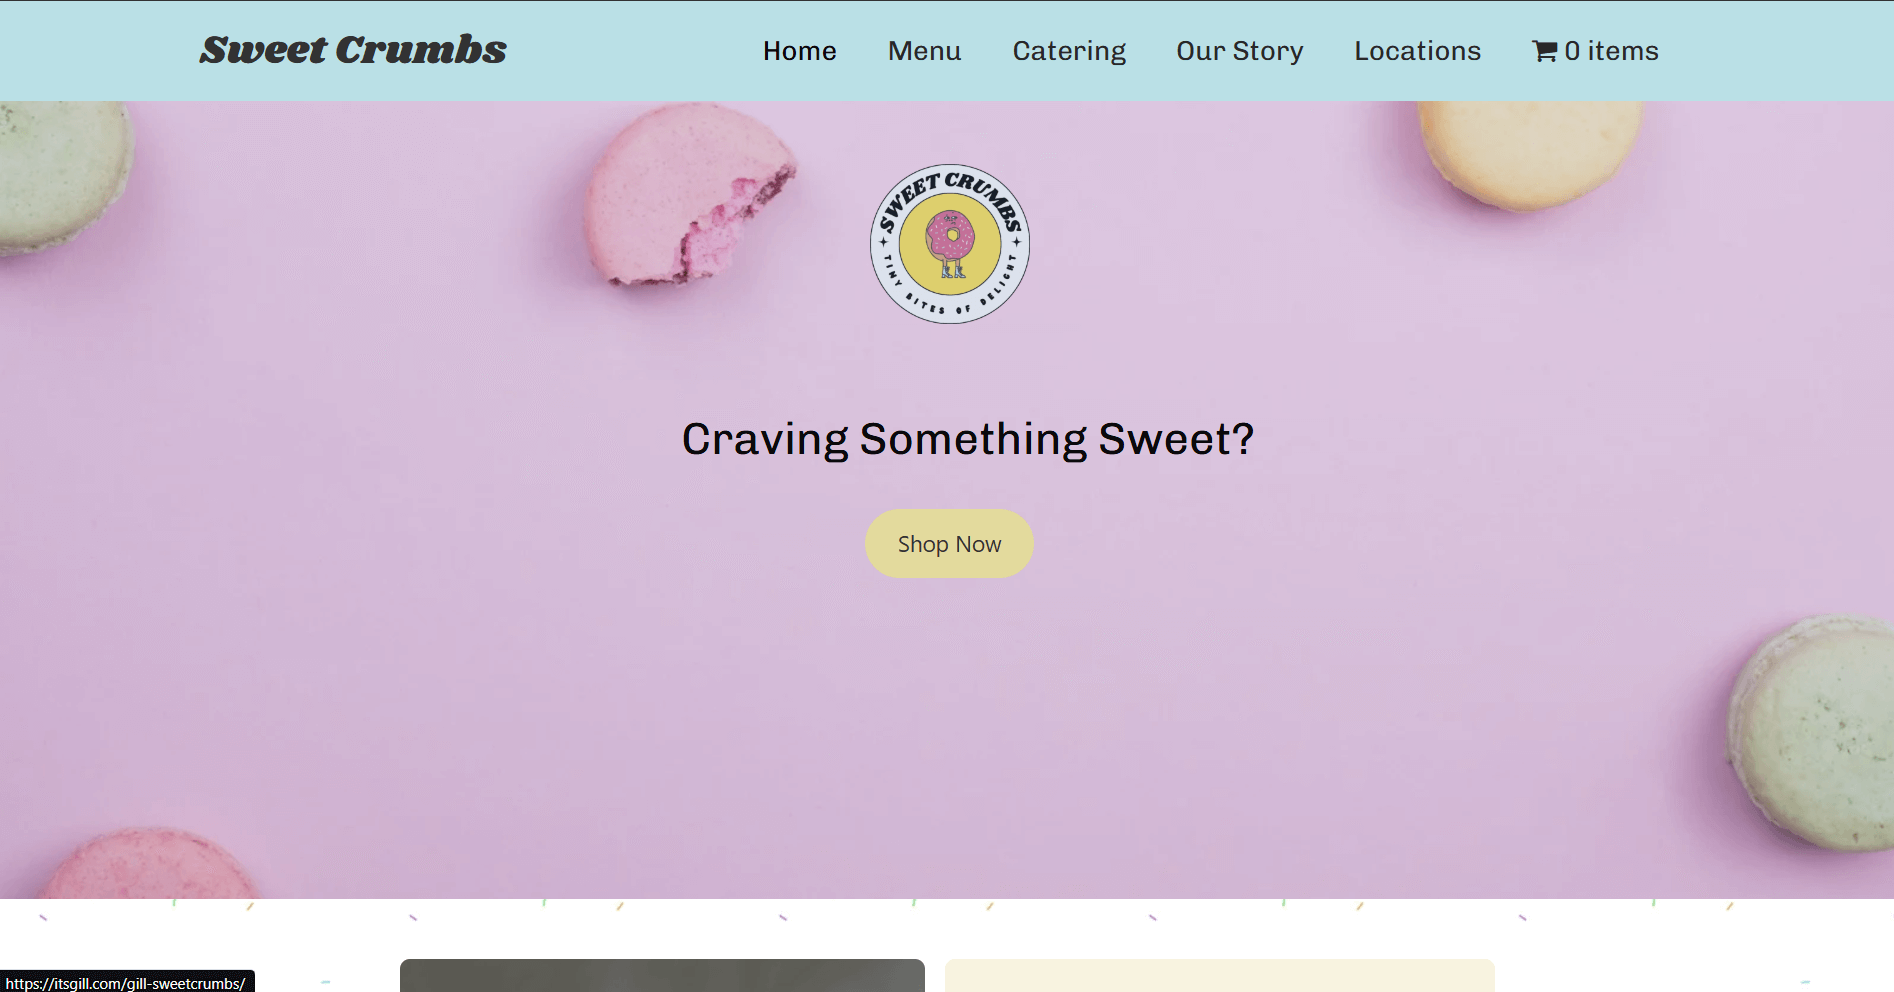 Sweet Crumbs
Home Menu Catering Our Story Locations 0 items
SWEET CRUMBS
TINY BITES OF DELIGHT
Craving Something Sweet?
Shop Now
https://itsgill.com/gill-sweetcrumbs/